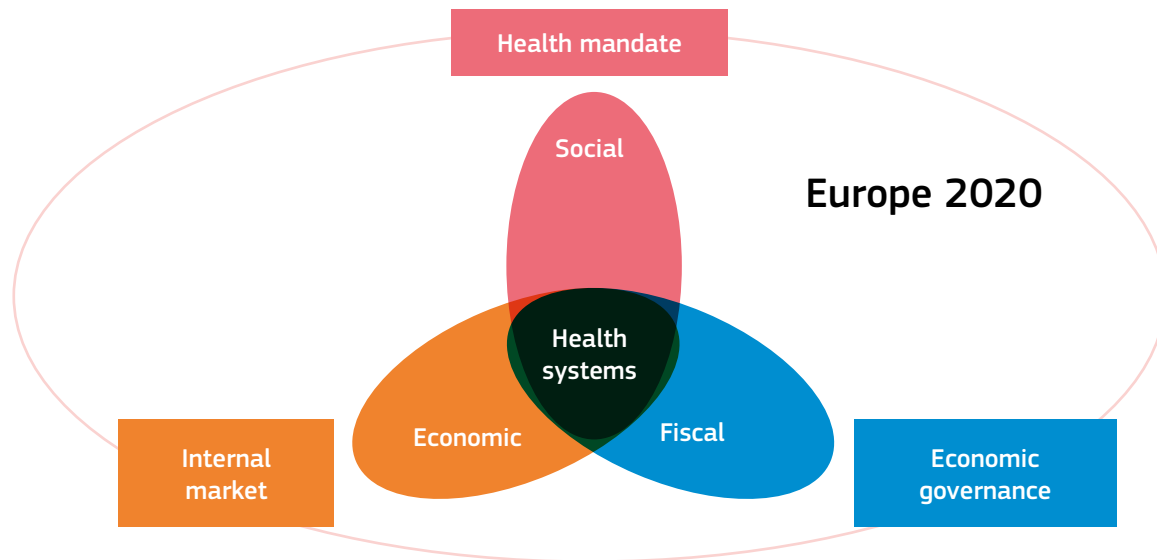 Health mandate
Social
Europe 2020
Health
systems
Economic
Fiscal
Internal
market
Economic
governance